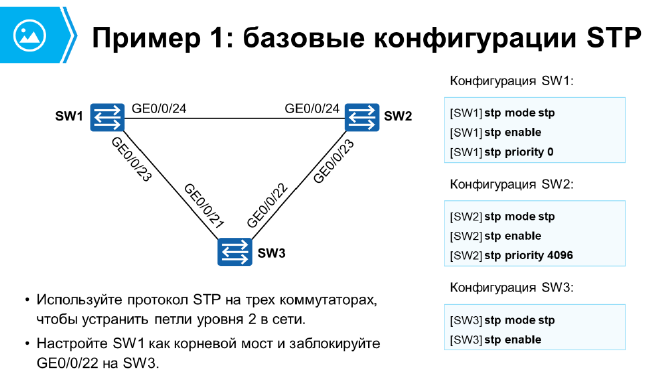 Пример 1: базовые конфигурации STP
SW1
GE0/0/24
GE0/0/24
SW2
GE0/0/23
GE0/0/23
GE0/0/21
GE0/0/22
SW3
• Используйте протокол STP на трех коммутаторах,
чтобы устранить петли уровня 2 в сети.
• Настройте SW1 как корневой мост и заблокируйте
GE0/0/22 на SW3.
Конфигурация SW1:
[SW1] stp mode stp
[SW1] stp enable
[SW1] stp priority 0
Конфигурация SW2:
[SW2] stp mode stp
[SW2] stp enable
[SW2] stp priority 4096
Конфигурация SW3:
[SW3] stp mode stp
[SW3] stp enable